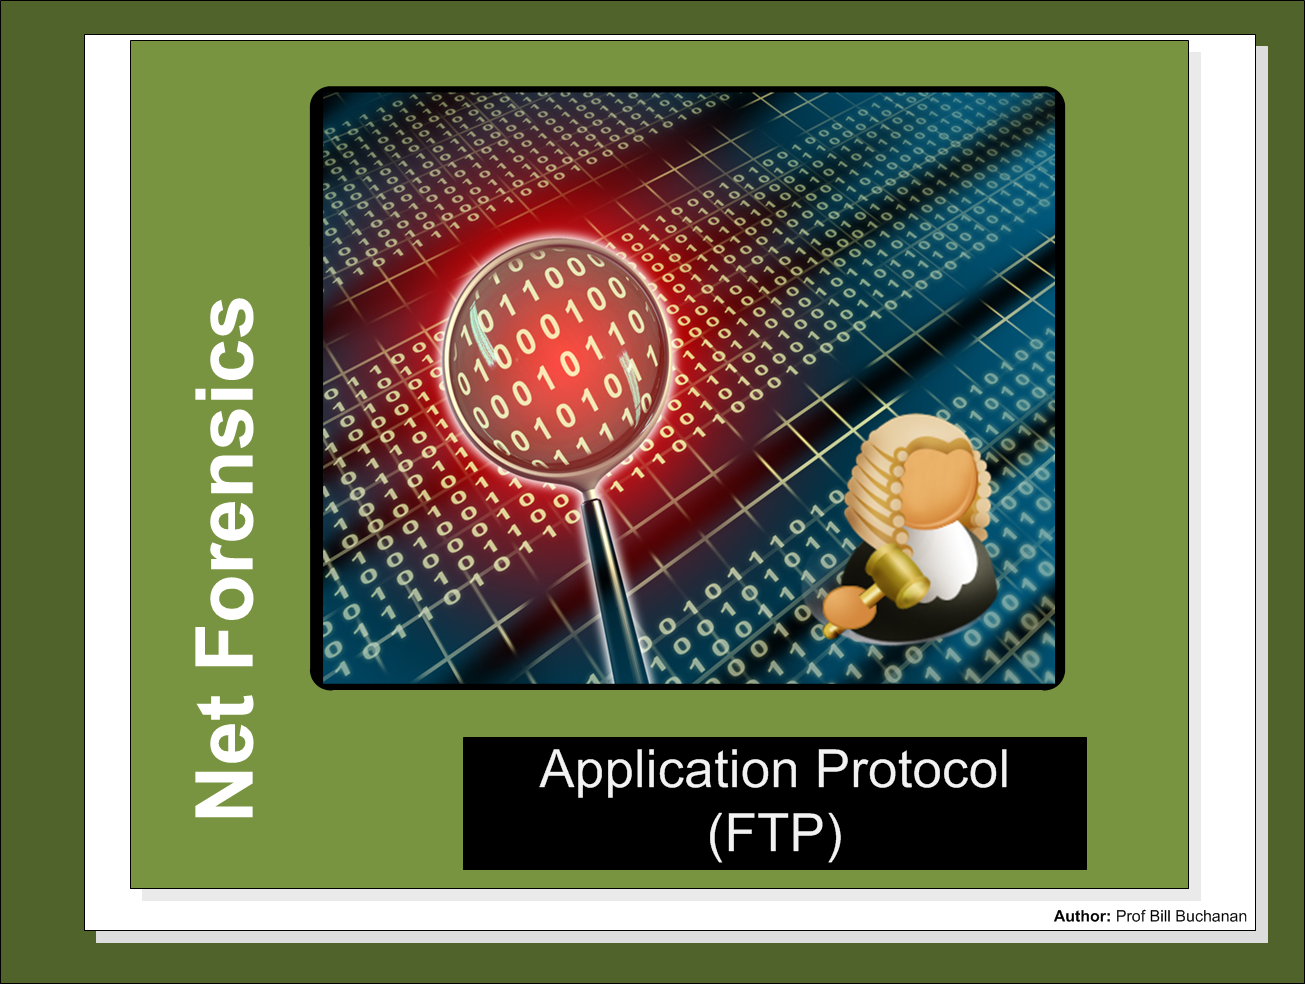 Net Forensics
Application Protocol
(FTP)
Author: Prof Bill Buchanan